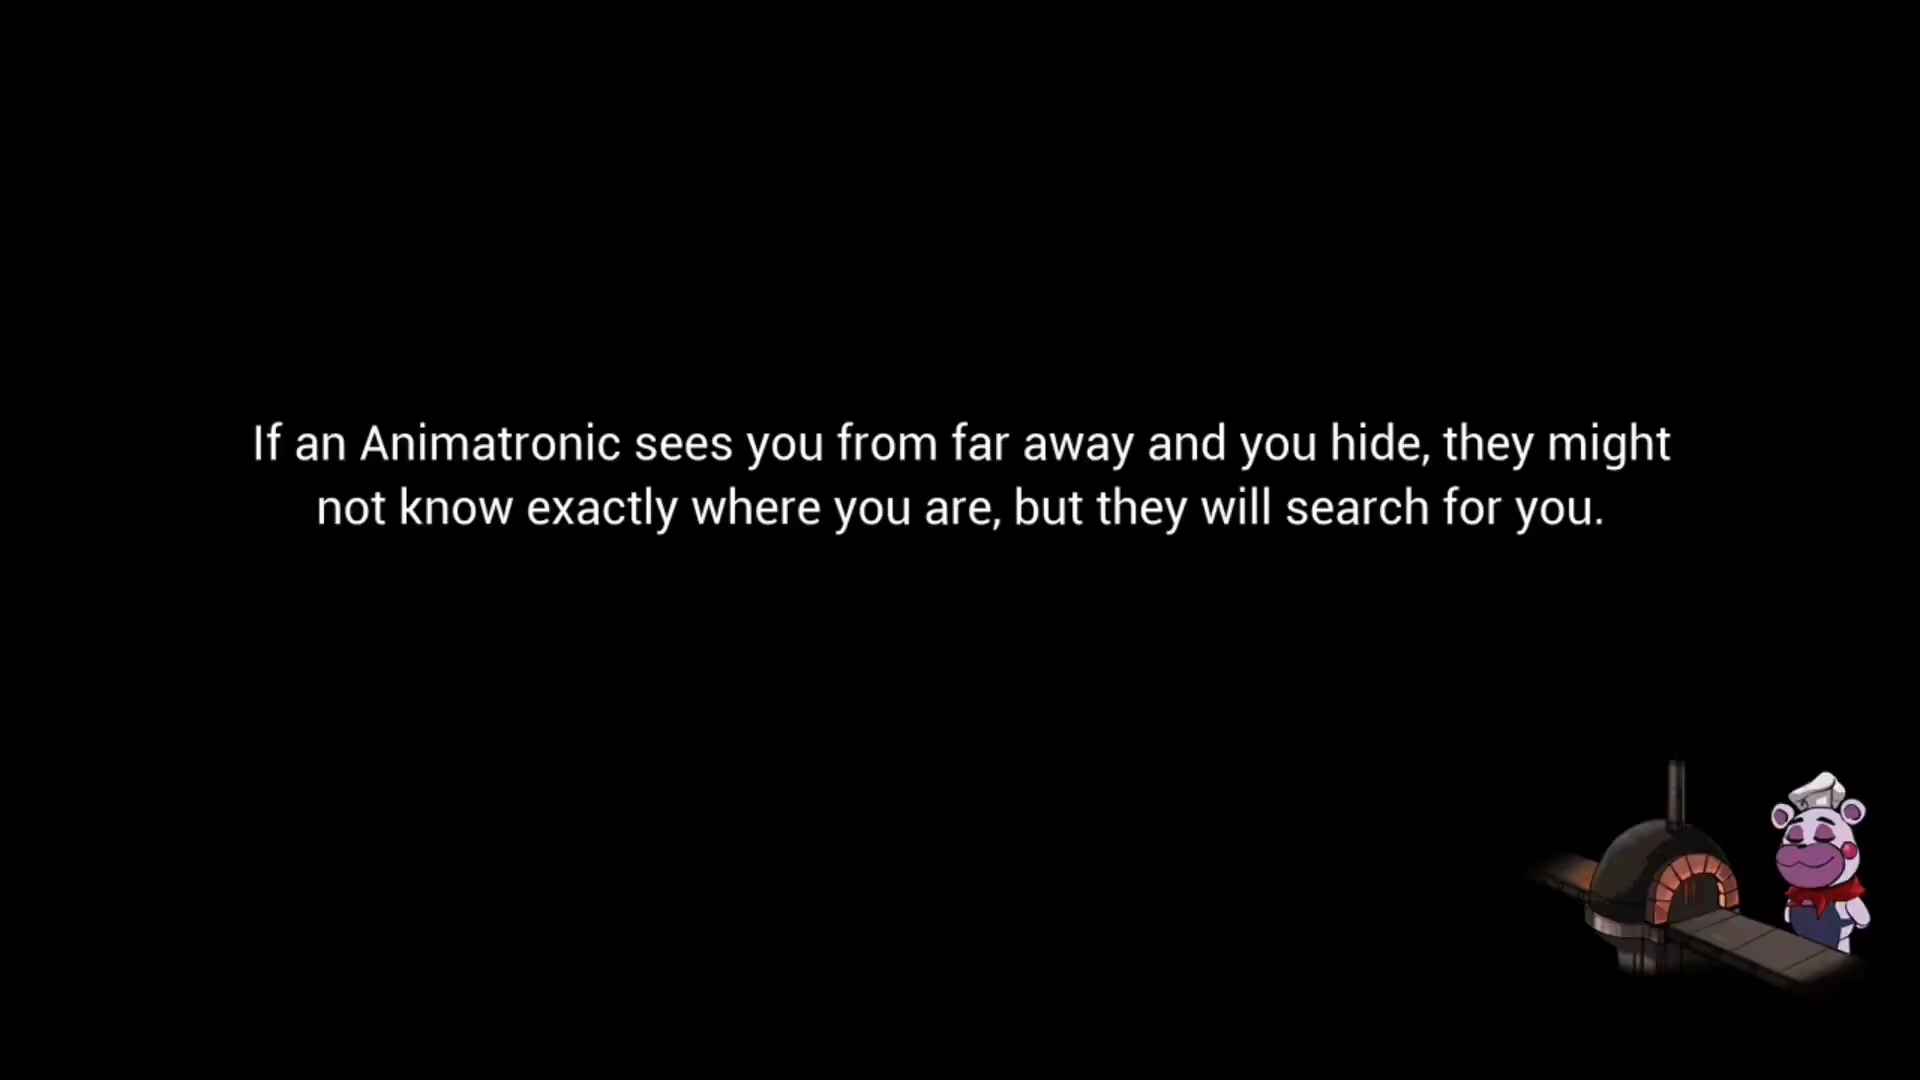 If an Animatronic sees you from far away and you hide, they might
not know exactly where you are, but they will search for you.